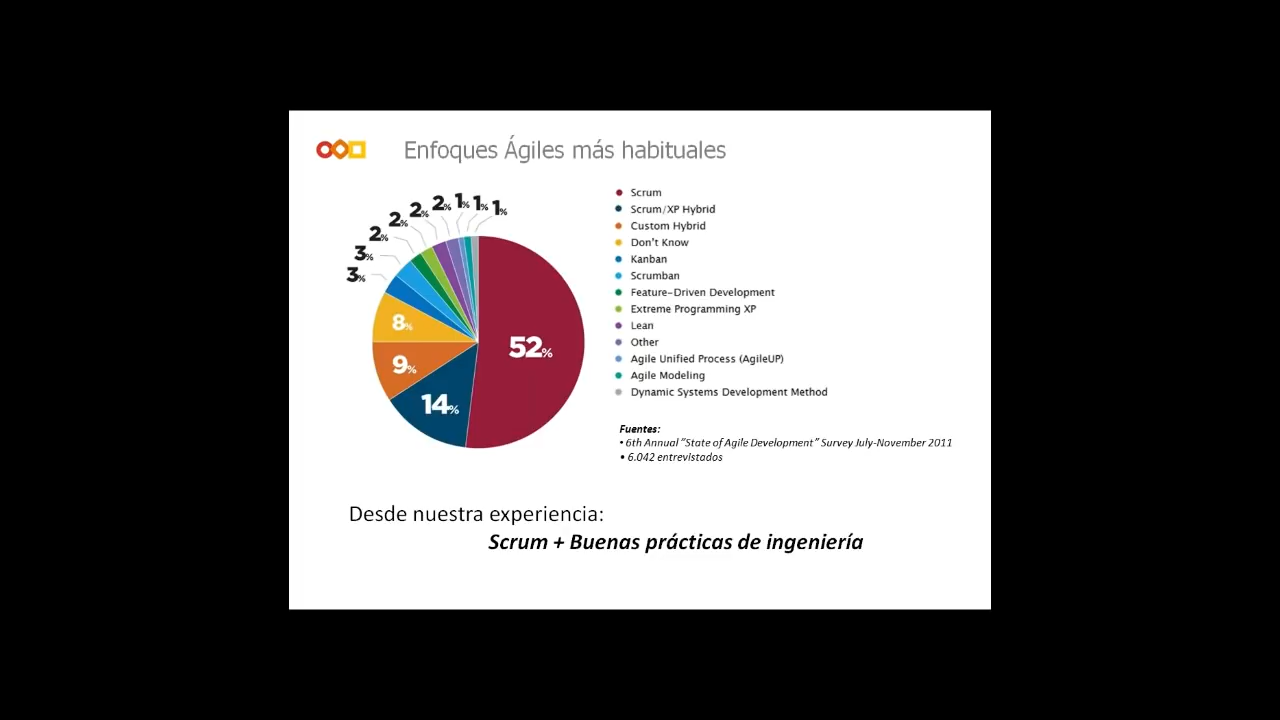 Enfoques Ágiles más habituales
3%
3%
2%
2%
2%
2%
1%
1%
1%
8%
9%
14%
52%
Scrum
Scrum/XP Hybrid
Custom Hybrid
Don't Know
Kanban
Scrumban
Feature-Driven Development
Extreme Programming XP
Lean
Other
Agile Unified Process (AgileUP)
Agile Modeling
Dynamic Systems Development Method
Fuentes:
• 6th Annual "State of Agile Development" Survey July-November 2011
• 6.042 entrevistados
Desde nuestra experiencia:
Scrum + Buenas prácticas de ingeniería